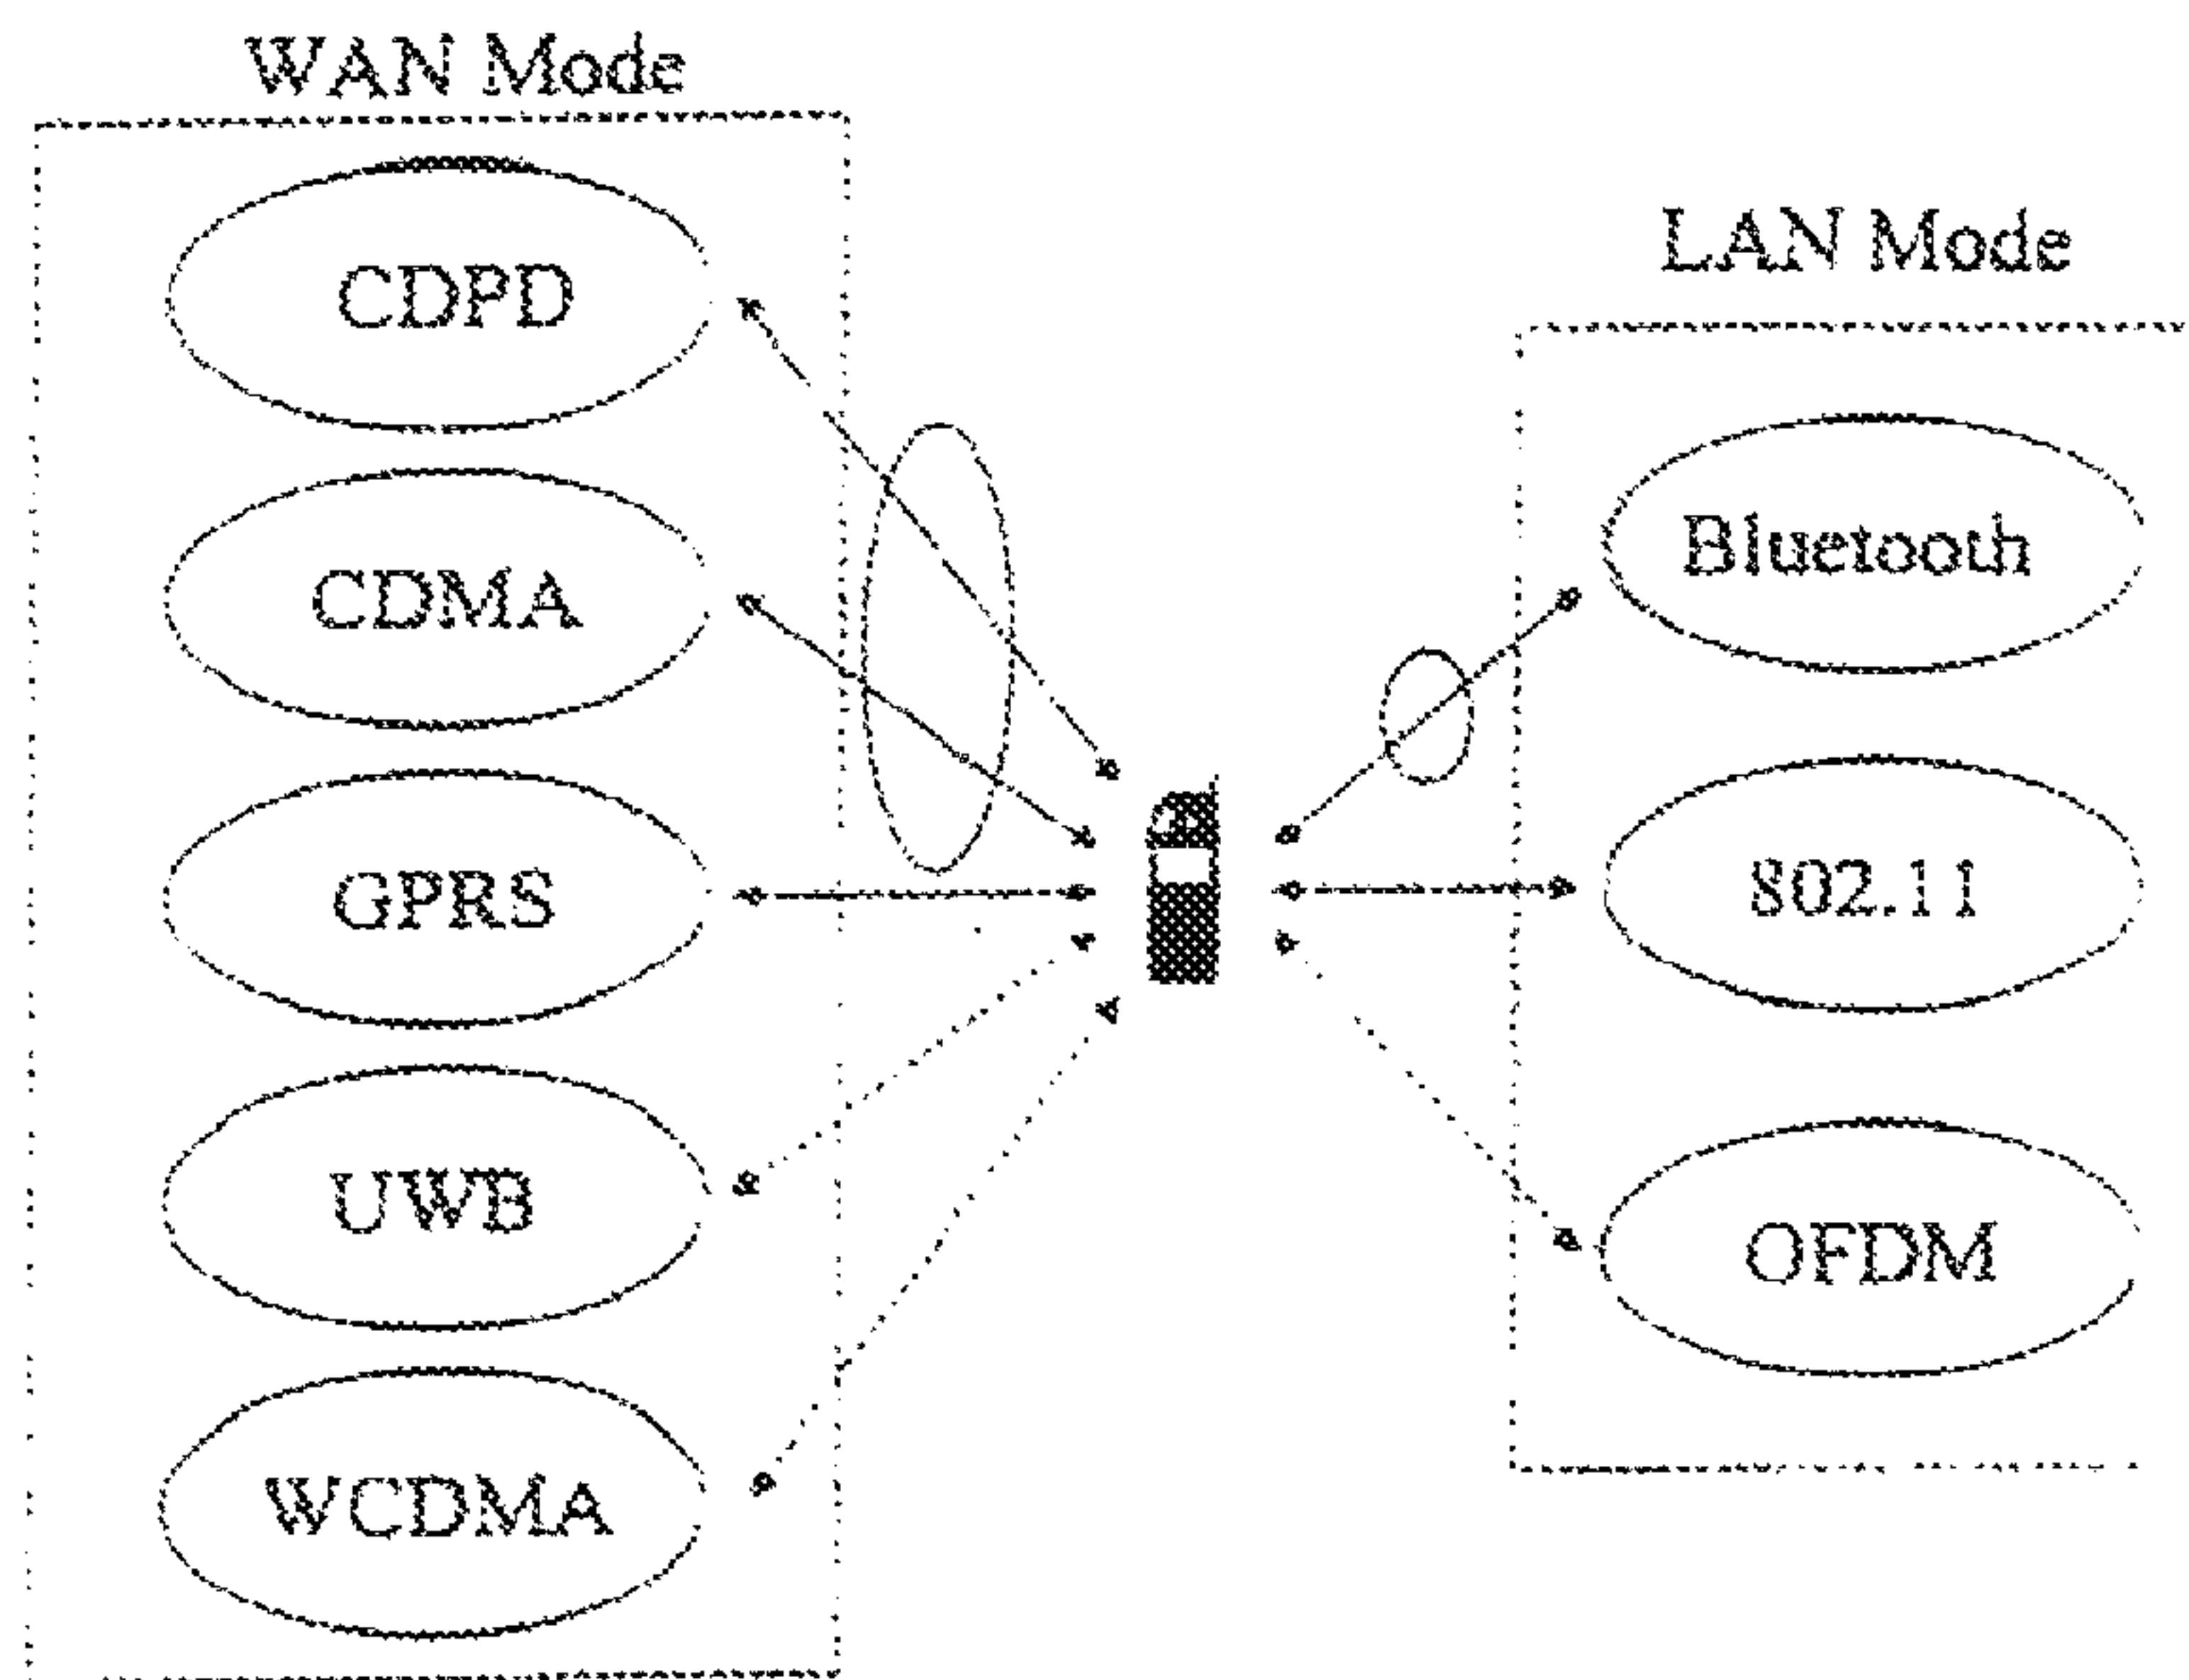 WAN Mode
CDPD
CDMA
GPRS
UWB
WCDMA
LAN Mode
Bluetooth
802.11
OFDM